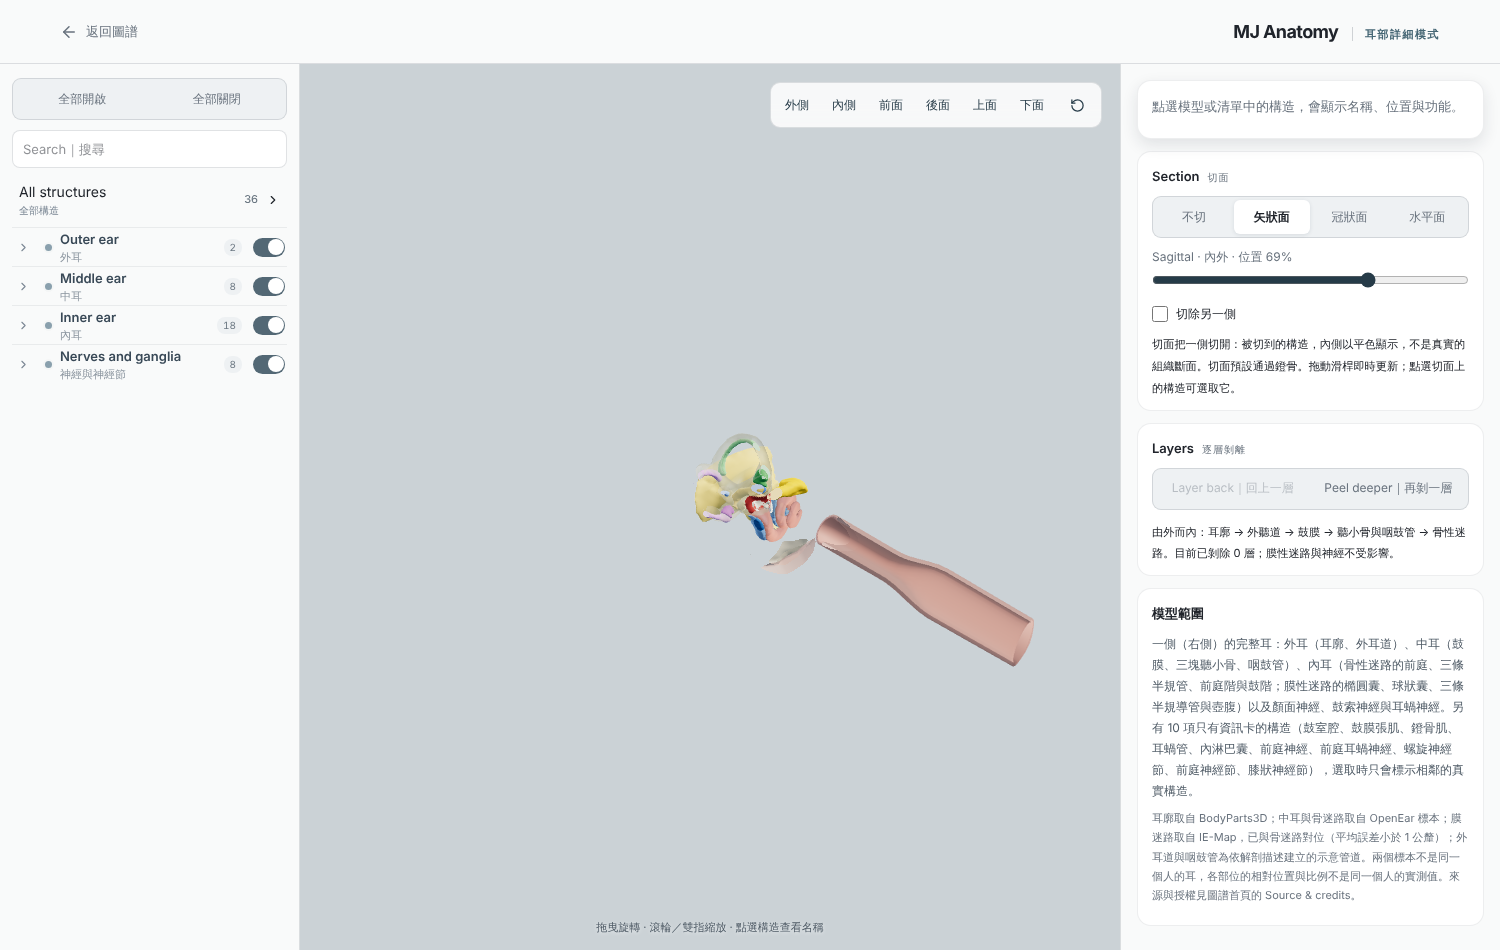 返回圖譜
MJ Anatomy
耳部詳細模式
全部開啟
全部關閉
Search｜搜尋
All structures
全部構造
36
Outer ear
外耳
2
Middle ear
中耳
8
Inner ear
內耳
18
Nerves and ganglia
神經與神經節
8
外側
內側
前面
後面
上面
下面
拖曳旋轉 · 滾輪／雙指縮放 · 點選構造查看名稱
點選模型或清單中的構造，會顯示名稱、位置與功能。
Section 切面
不切
矢狀面
冠狀面
水平面
Sagittal · 內外 · 位置 69%
切除另一側
切面把一側切開：被切到的構造，內側以平色顯示，不是真實的
組織斷面。切面預設通過鐙骨。拖動滑桿即時更新；點選切面上
的構造可選取它。
Layers 逐層剝離
Layer back｜回上一層
Peel deeper｜再剝一層
由外而內：耳廓 → 外聽道 → 鼓膜 → 聽小骨與咽鼓管 → 骨性迷
路。目前已剝除 0 層；膜性迷路與神經不受影響。
模型範圍
一側（右側）的完整耳：外耳（耳廓、外耳道）、中耳（鼓
膜、三塊聽小骨、咽鼓管）、內耳（骨性迷路的前庭、三條
半規管、前庭階與鼓階；膜性迷路的橢圓囊、球狀囊、三條
半規導管與壺腹）以及顏面神經、鼓索神經與耳蝸神經。另
有 10 項只有資訊卡的構造（鼓室腔、鼓膜張肌、鐙骨肌、
耳蝸管、內淋巴囊、前庭神經、前庭耳蝸神經、螺旋神經
節、前庭神經節、膝狀神經節），選取時只會標示相鄰的真
實構造。
耳廓取自 BodyParts3D；中耳與骨迷路取自 OpenEar 標本；膜
迷路取自 IE-Map，已與骨迷路對位（平均誤差小於 1 公釐）；外
耳道與咽鼓管為依解剖描述建立的示意管道。兩個標本不是同一
個人的耳，各部位的相對位置與比例不是同一個人的實測值。來
源與授權見圖譜首頁的 Source & credits。